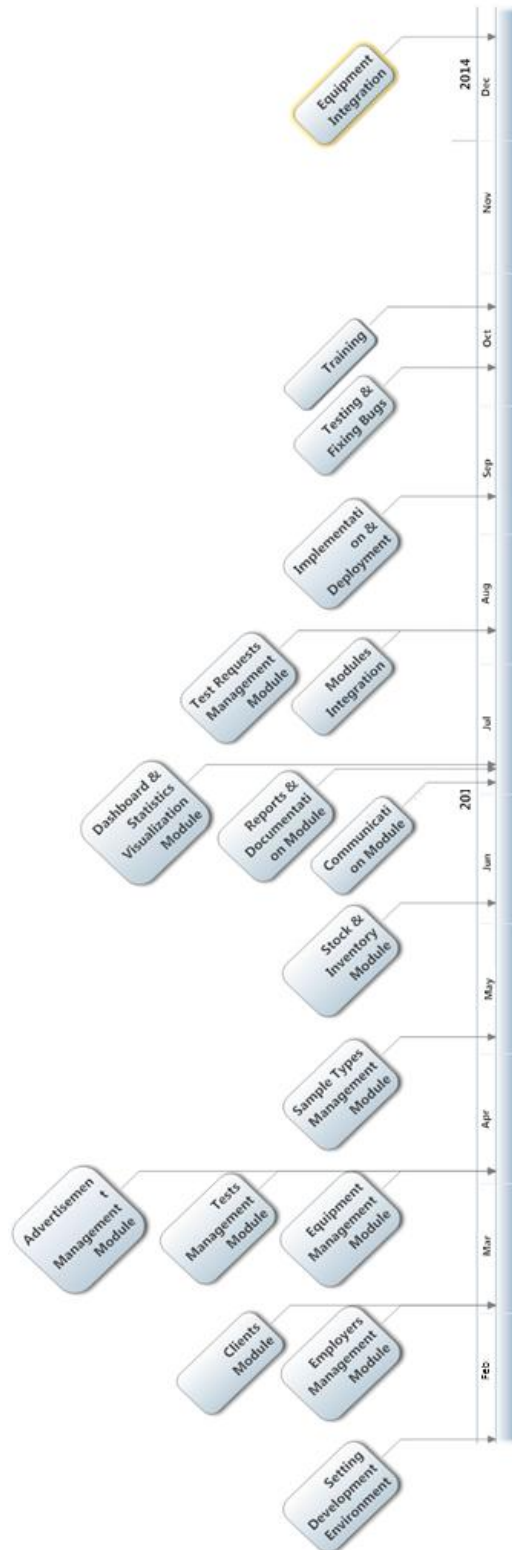 Equipment
Integration
Training
Testing &
Fixing Bugs
Implementati
on &
Deployment
Test Requests
Management
Module
Modules
Integration
Dashboard &
Statistics
Visualization
Module
Reports &
Documentati
on Module
Communicati
on Module
Stock &
Inventory
Module
Sample Types
Management
Module
Advertisemen
t
Management
Module
Tests
Management
Module
Equipment
Management
Module
Clients
Module
Employers
Management
Module
Setting
Development
Environment
2014
201
Dec
Nov
Oct
Sep
Aug
Jul
Jun
May
Apr
Mar
Feb